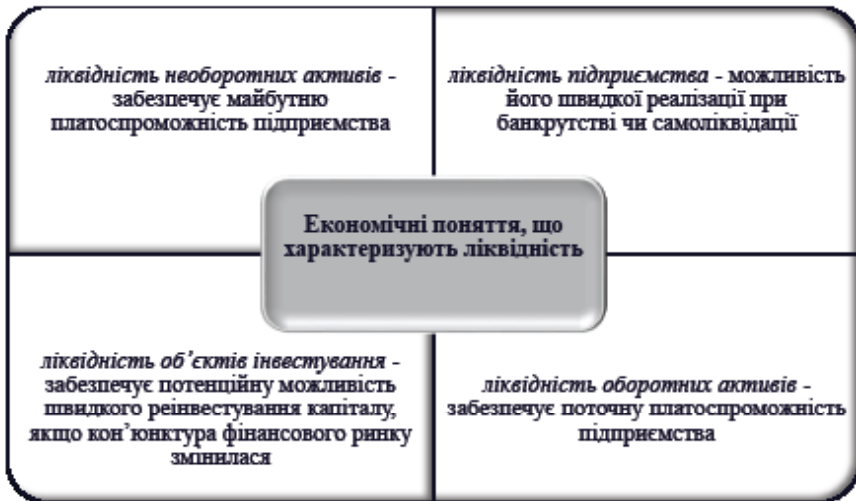 ліквідність необоротних активів -
забезпечує майбутню
платоспроможність підприємства
ліквідність підприємства - можливість
його швидкої реалізації при
банкрутстві чи самоліквідації
Економічні поняття, що
характеризують ліквідність
ліквідність об’єктів інвестування -
забезпечує потенційну можливість
швидкого реінвестування капіталу,
якщо кон’юнктура фінансового ринку
змінилася
ліквідність оборотних активів -
забезпечує поточну платоспроможність
підприємства